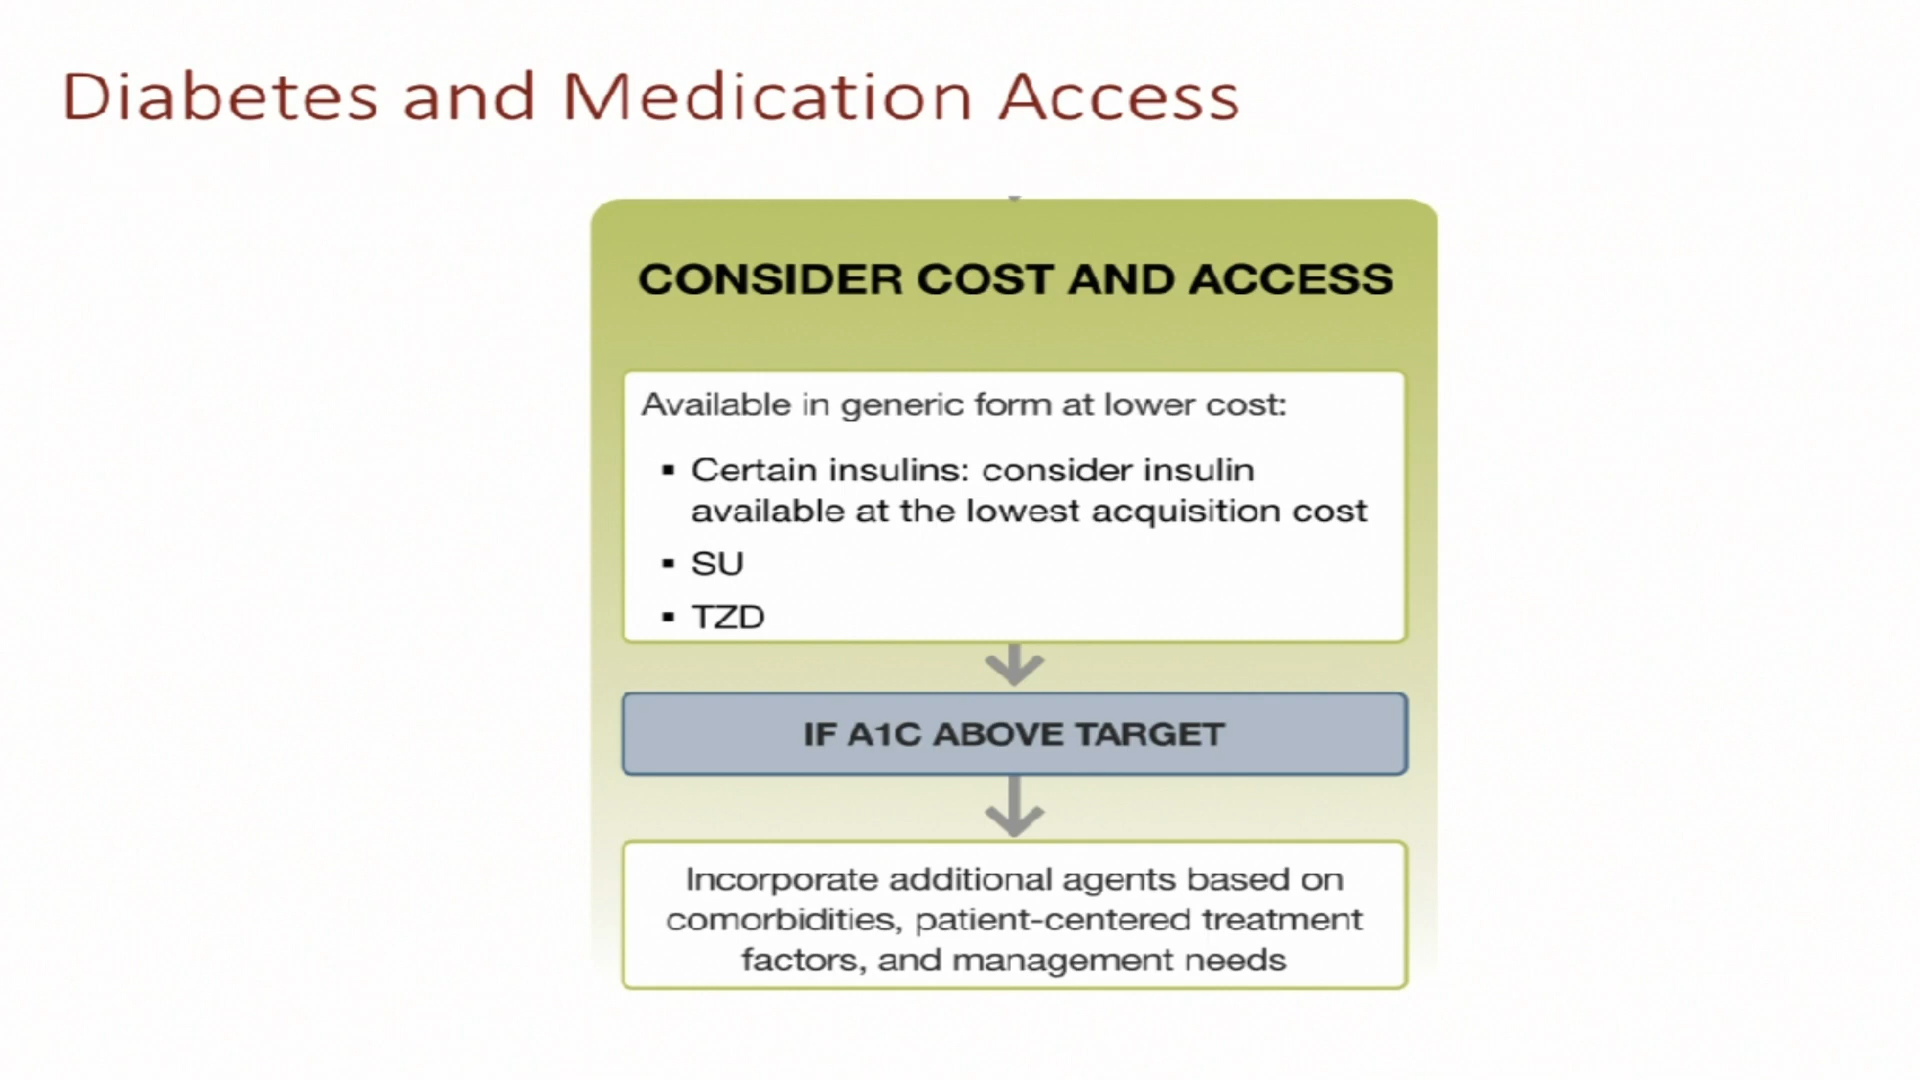 Diabetes and Medication Access
CONSIDER COST AND ACCESS
Available in generic form at lower cost:
▪ Certain insulins: consider insulin
available at the lowest acquisition cost
▪ SU
▪ TZD
IF A1C ABOVE TARGET
Incorporate additional agents based on
comorbidities, patient-centered treatment
factors, and management needs